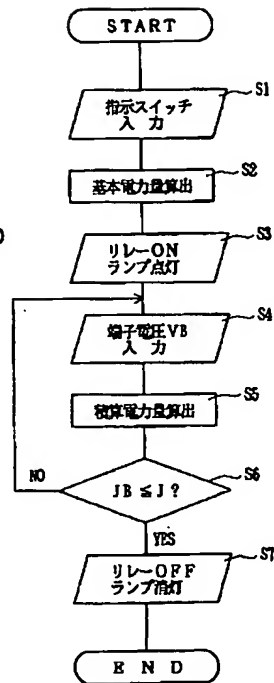 START
S1
指示スイッチ
入力
S2
基本電力量算出
S3
リレーON
ランプ点灯
S4
端子電圧VB
入力
S5
積算電力量算出
S6
NO
JB≦J?
YES
S7
リレーOFF
ランプ消灯
END